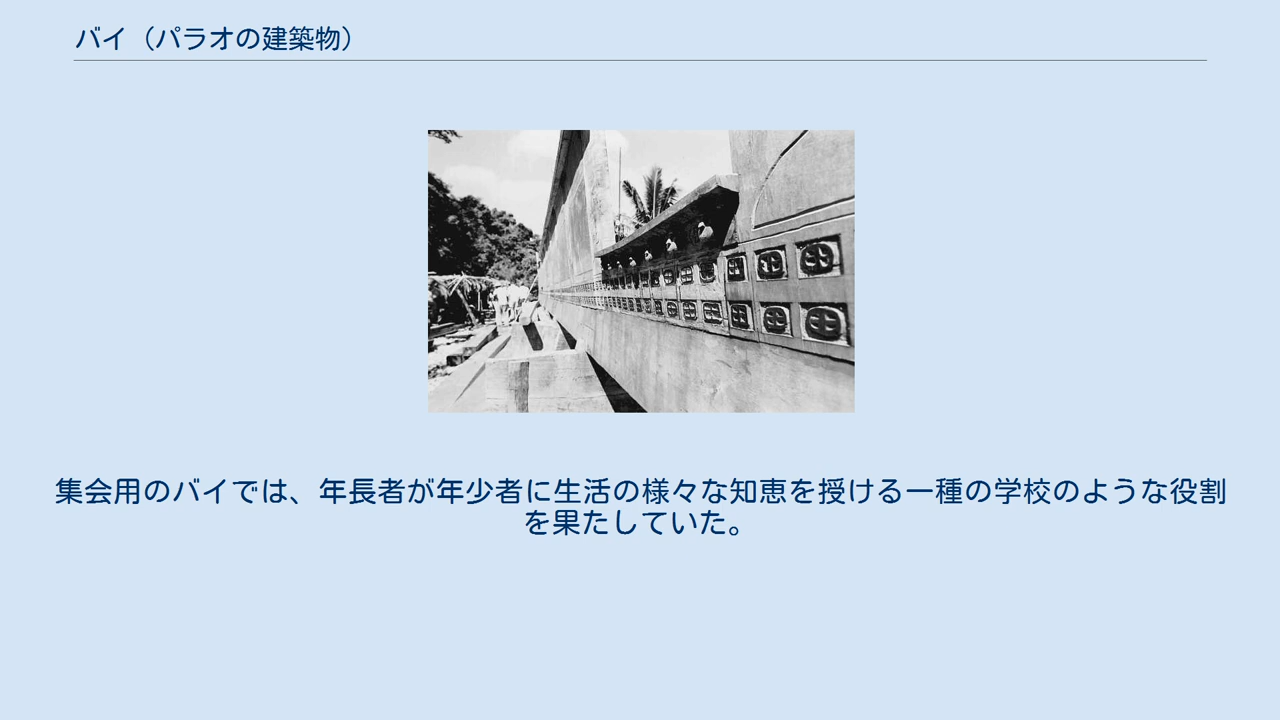 バイ（パラオの建築物）
集会用のバイでは、年長者が年少者に生活の様々な知恵を授ける一種の学校のような役割
を果たしていた。